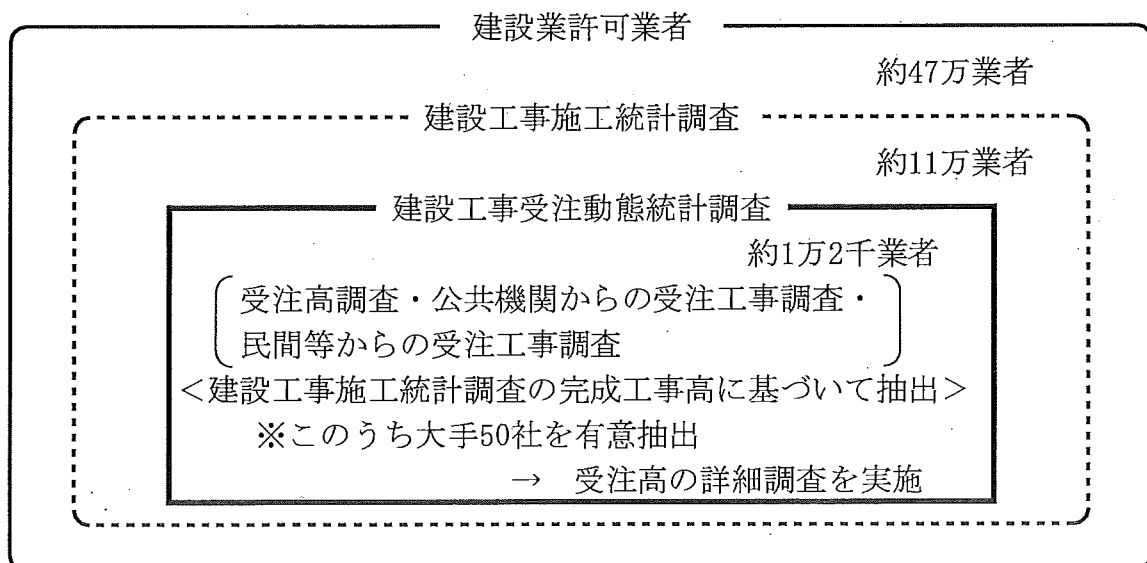 建設業許可業者
約47万業者
建設工事施工統計調査
約11万業者
建設工事受注動態統計調査
約1万2千業者
受注高調査・公共機関からの受注工事調査・
民間等からの受注工事調査
＜建設工事施工統計調査の完成工事高に基づいて抽出＞
※このうち大手50社を有意抽出
→ 受注高の詳細調査を実施